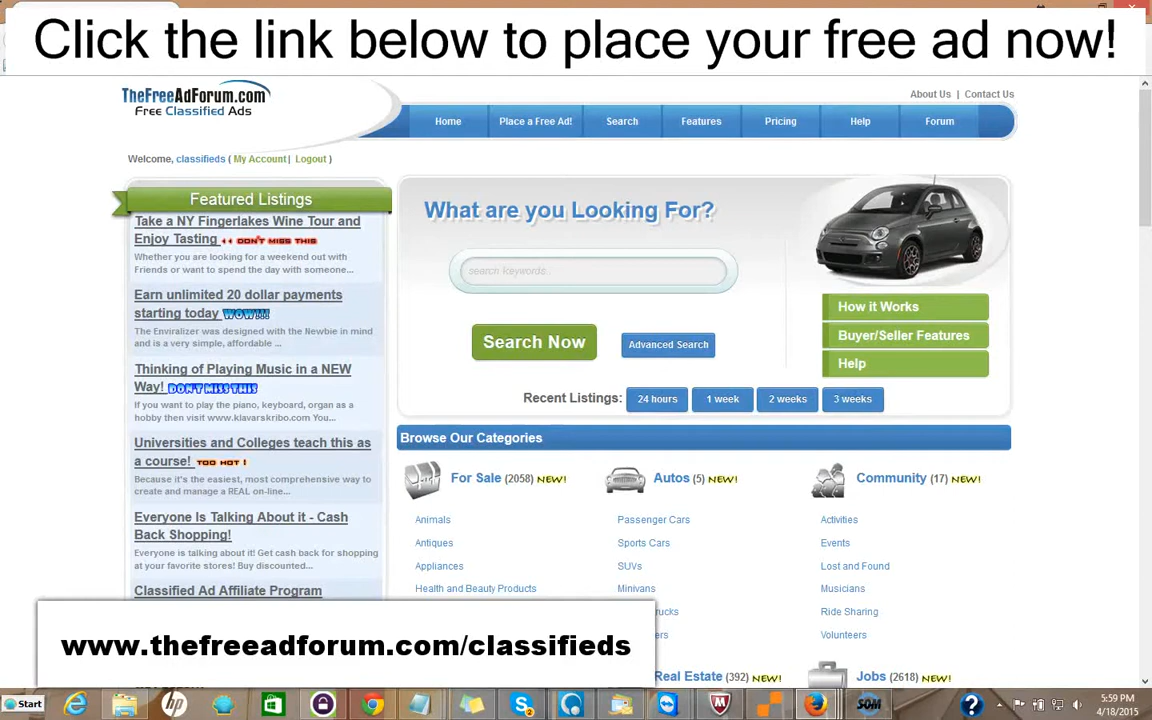 Click the link below to place your free ad now!
TheFreeAdForum.com
Free Classified Ads
About Us | Contact Us
Home
Place a Free Ad!
Search
Features
Pricing
Help
Forum
Welcome, classifieds ( My Account | Logout )
Featured Listings
Take a NY Fingerlakes Wine Tour and
Enjoy Tasting DON'T MISS THIS
Whether you are looking for a weekend out with
Friends or want to spend the day with someone...
Earn unlimited 20 dollar payments
starting today WOW!!!
The Enviralizer was designed with the Newbie in mind
and is a very simple, affordable ...
Thinking of Playing Music in a NEW
Way! DON'T MISS THIS
If you want to play the piano, keyboard, organ as a
hobby then visit www.klavarskribo.com You...
Universities and Colleges teach this as
a course! TOO HOT !
Because it's the easiest, most comprehensive way to
create and manage a REAL on-line...
Everyone Is Talking About it - Cash
Back Shopping!
Everyone is talking about it! Get cash back for shopping
at your favorite stores! Buy discounted...
Classified Ad Affiliate Program
What are you Looking For?
search keywords..
Search Now
Advanced Search
How it Works
Buyer/Seller Features
Help
Recent Listings:
24 hours
1 week
2 weeks
3 weeks
Browse Our Categories
For Sale (2058) NEW!
Animals
Antiques
Appliances
Health and Beauty Products
Autos (5) NEW!
Passenger Cars
Sports Cars
SUVs
Minivans
Community (17) NEW!
Activities
Events
Lost and Found
Musicians
Ride Sharing
Volunteers
Real Estate (392) NEW!
Jobs (2618) NEW!
www.thefreeadforum.com/classifieds
Start
5:59 PM
4/18/2015